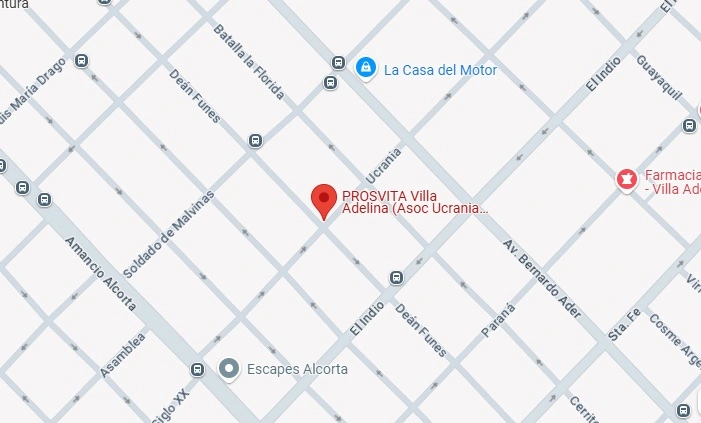 ntura
Batalla la Florida
La Casa del Motor
El Indio
El
Guayaquil
uis María Drago
Deán Funes
Ucrania
Farmacia
- Villa Ade
PROSVITA Villa
Adelina (Asoc Ucrania...
Soldado de Malvinas
Amancio Alcorta
Av. Bernardo Ader
El Indio
Deán Funes
Paraná
Sta. Fe
Vir
Cosme Arge
Asamblea
Escapes Alcorta
Siglo XX
Cerrito